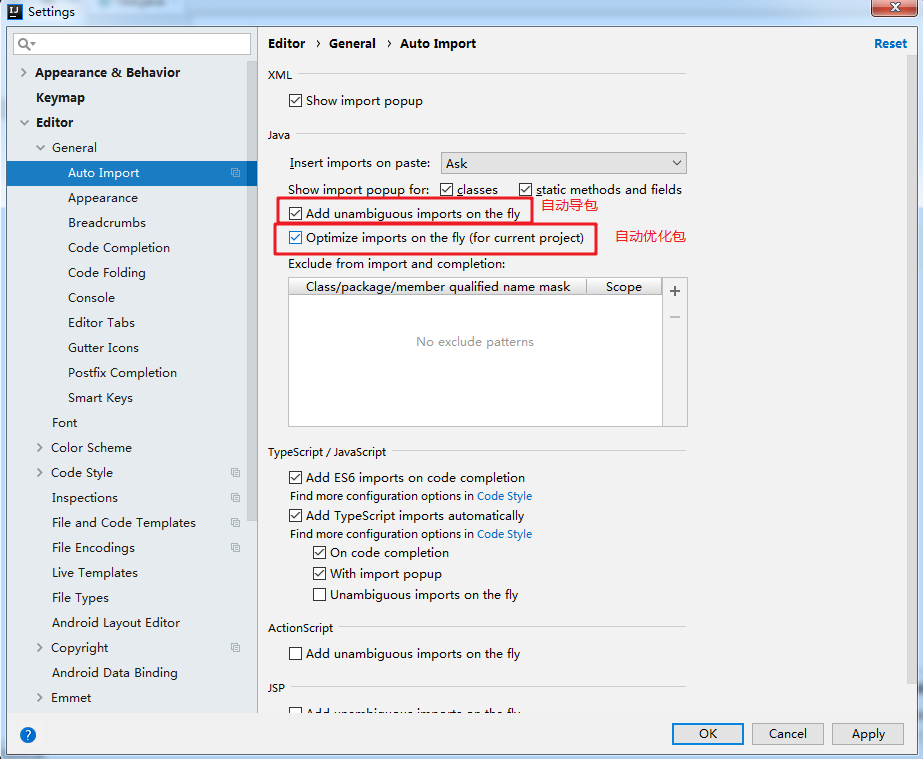 IJ Settings
Editor › General › Auto Import
Reset
Appearance & Behavior
Keymap
Editor
General
Auto Import
Appearance
Breadcrumbs
Code Completion
Code Folding
Console
Editor Tabs
Gutter Icons
Postfix Completion
Smart Keys
Font
Color Scheme
Code Style
Inspections
File and Code Templates
File Encodings
Live Templates
File Types
Android Layout Editor
Copyright
Android Data Binding
Emmet
XML
Show import popup
Java
Insert imports on paste: Ask
Show import popup for: classes static methods and fields
Add unambiguous imports on the fly 自动导包
Optimize imports on the fly (for current project) 自动优化包
Exclude from import and completion:
Class/package/member qualified name mask Scope
No exclude patterns
TypeScript / JavaScript
Add ES6 imports on code completion
Find more configuration options in Code Style
Add TypeScript imports automatically
Find more configuration options in Code Style
On code completion
With import popup
Unambiguous imports on the fly
ActionScript
Add unambiguous imports on the fly
JSP
Add unambiguous imports on the fly
? OK Cancel Apply